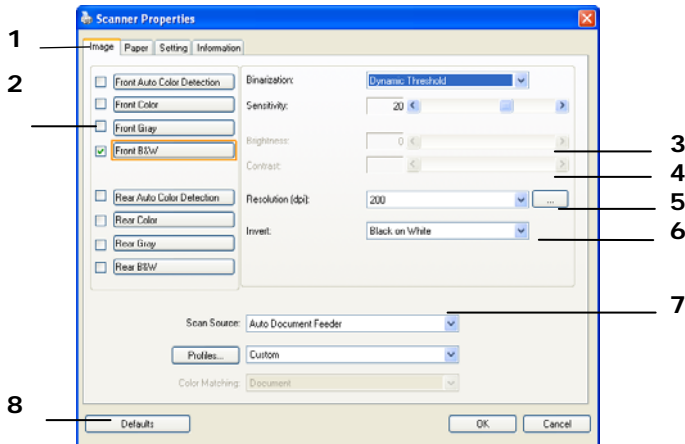 Scanner Properties
1
Image Paper Setting Information
2
Front Auto Color Detection
Front Color
Front Gray
Front B&W
Rear Auto Color Detection
Rear Color
Rear Gray
Rear B&W
Binarization: Dynamic Threshold
Sensitivity: 20
Brightness: 0
3
Contrast:
4
Resolution (dpi): 200 ...
5
Invert: Black on White
6
7
Scan Source: Auto Document Feeder
Profiles... Custom
Color Matching: Document
8
Defaults OK Cancel